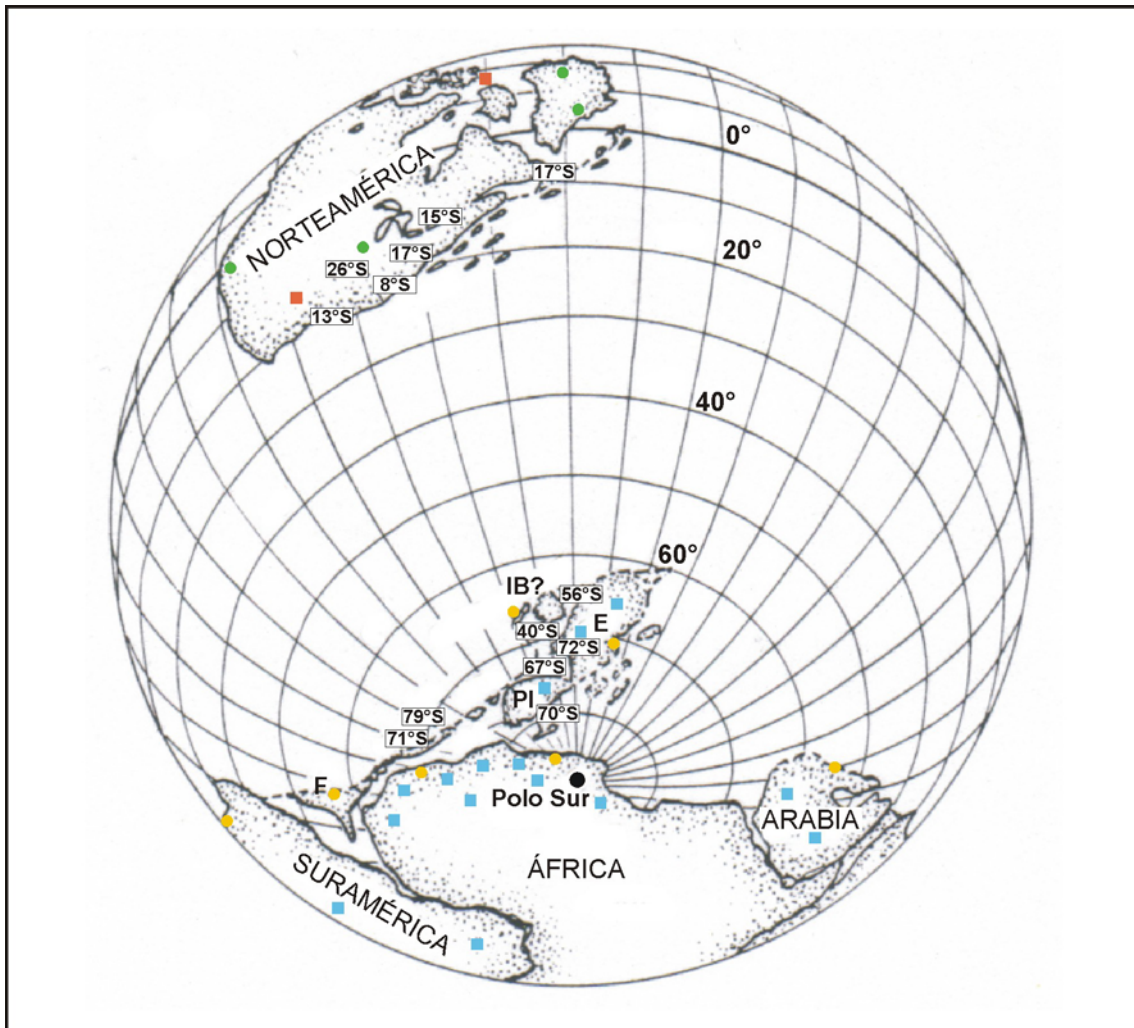 0°
17°S
NORTEAMÉRICA
15°S
17°S
20°
26°S
8°S
13°S
40°
60°
IB?
56°S
E
40°S
72°S
67°S
PI
70°S
79°S
71°S
F
Polo Sur
ARABIA
ÁFRICA
SURAMÉRICA